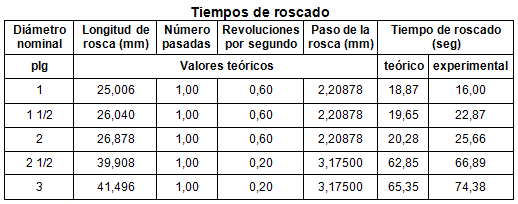 Tiempos de roscado
Diámetro nominal Longitud de rosca (mm) Número pasadas Revoluciones por segundo Paso de la rosca (mm) Tiempo de roscado (seg)
plg Valores teóricos teórico experimental
1 25,006 1,00 0,60 2,20878 18,87 16,00
1 1/2 26,040 1,00 0,60 2,20878 19,65 22,87
2 26,878 1,00 0,60 2,20878 20,28 25,66
2 1/2 39,908 1,00 0,20 3,17500 62,85 66,89
3 41,496 1,00 0,20 3,17500 65,35 74,38